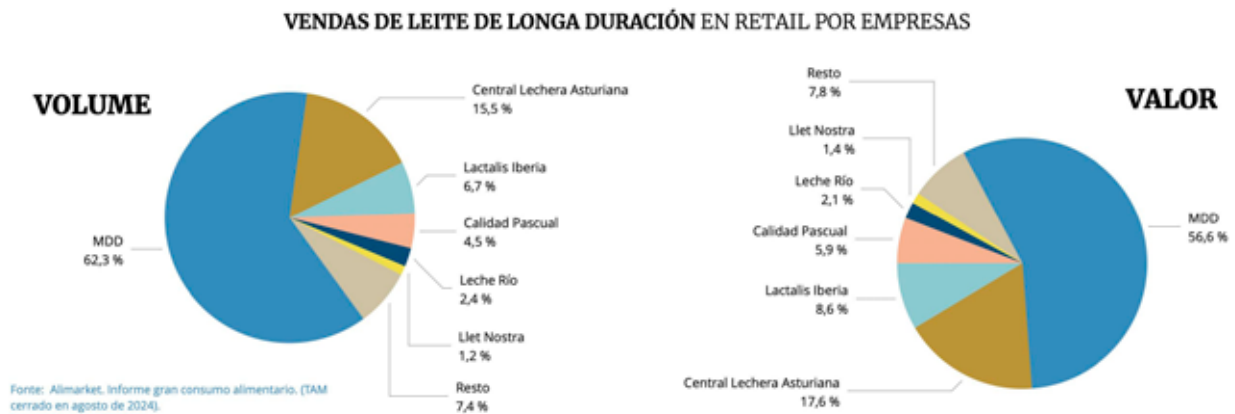 VENDAS DE LEITE DE LONGA DURACIÓN EN RETAIL POR EMPRESAS
VOLUME
Central Lechera Asturiana
15,5 %
Lactalis Iberia
6,7 %
Calidad Pascual
4,5 %
Leche Río
2,4 %
Llet Nostra
1,2 %
Resto
7,4 %
MDD
62,3 %
Fonte: Alimarket. Informe gran consumo alimentario. (TAM
cerrado en agosto de 2024).
VALOR
Resto
7,8 %
Llet Nostra
1,4 %
Leche Río
2,1 %
Calidad Pascual
5,9 %
Lactalis Iberia
8,6 %
Central Lechera Asturiana
17,6 %
MDD
56,6 %